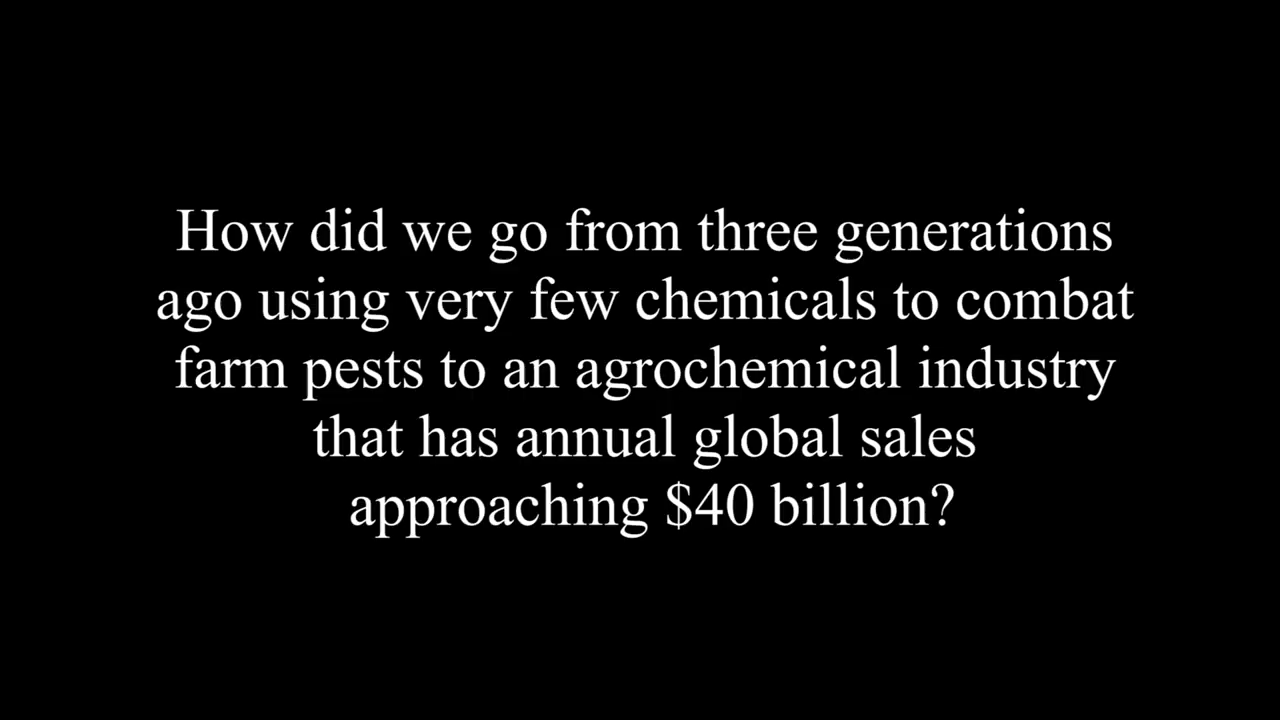 How did we go from three generations
ago using very few chemicals to combat
farm pests to an agrochemical industry
that has annual global sales
approaching $40 billion?